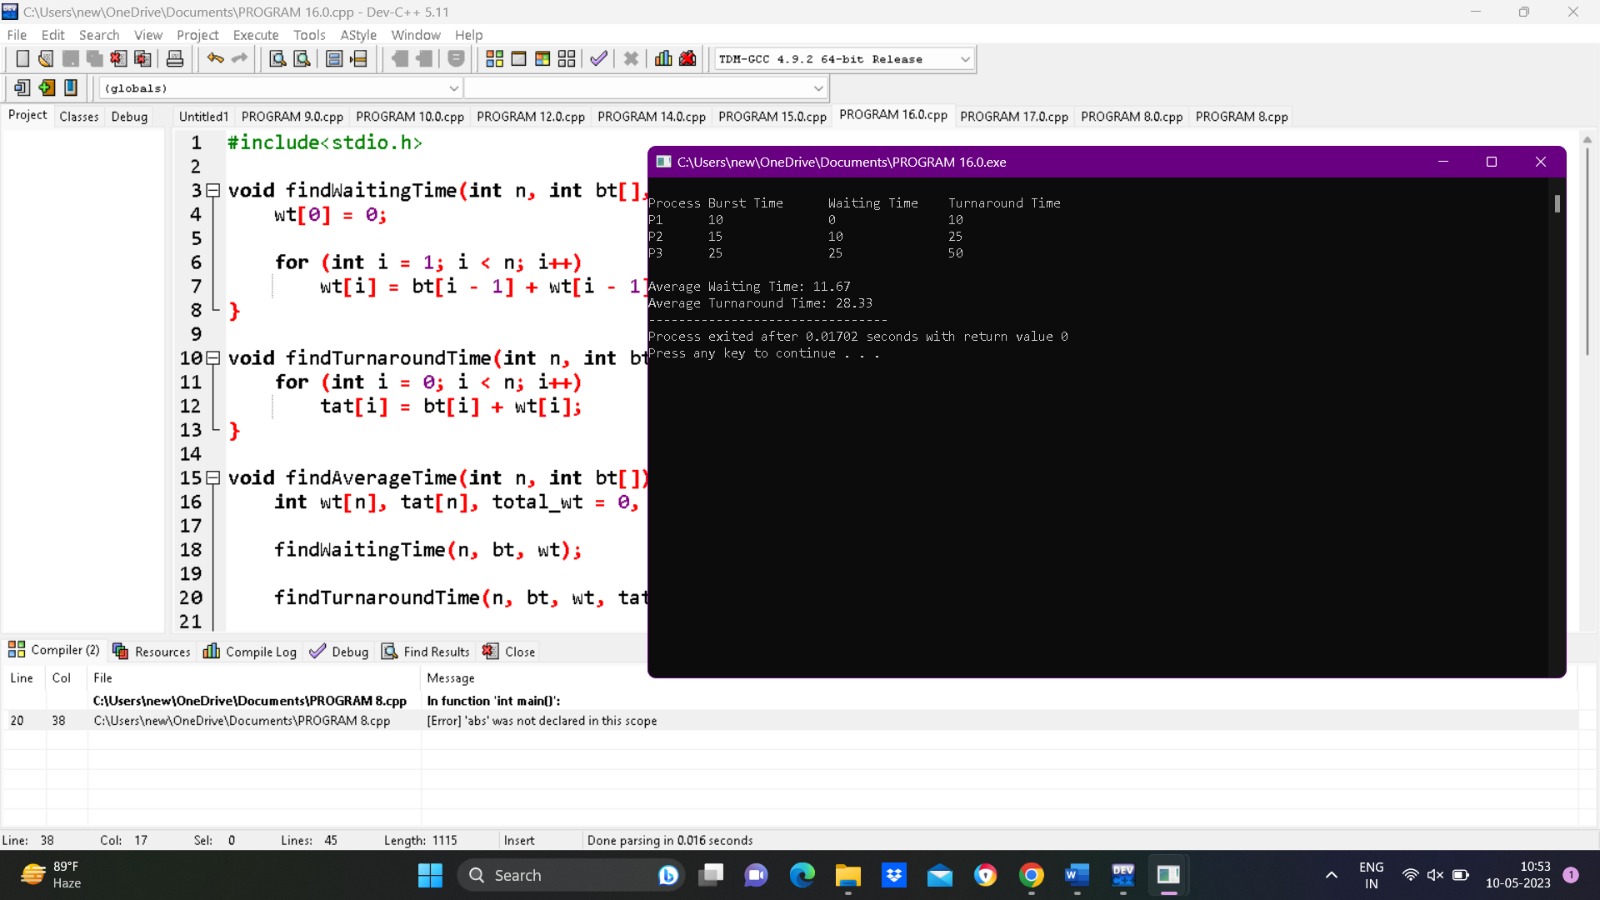 C:\Users\new\OneDrive\Documents\PROGRAM 16.0.cpp - Dev-C++ 5.11
File Edit Search View Project Execute Tools AStyle Window Help
TDM-GCC 4.9.2 64-bit Release
(globals)
Project Classes Debug
Untitled1 PROGRAM 9.0.cpp PROGRAM 10.0.cpp PROGRAM 12.0.cpp PROGRAM 14.0.cpp PROGRAM 15.0.cpp PROGRAM 16.0.cpp PROGRAM 17.0.cpp PROGRAM 8.0.cpp PROGRAM 8.cpp
1 #include<stdio.h>
2
3 void findWaitingTime(int n, int bt[],
4 wt[0] = 0;
5
6 for (int i = 1; i < n; i++)
7 wt[i] = bt[i - 1] + wt[i - 1]
8 }
9
10 void findTurnaroundTime(int n, int bt
11 for (int i = 0; i < n; i++)
12 tat[i] = bt[i] + wt[i];
13 }
14
15 void findAverageTime(int n, int bt[])
16 int wt[n], tat[n], total_wt = 0,
17
18 findWaitingTime(n, bt, wt);
19
20 findTurnaroundTime(n, bt, wt, tat
21
C:\Users\new\OneDrive\Documents\PROGRAM 16.0.exe
Process Burst Time Waiting Time Turnaround Time
P1 10 0 10
P2 15 10 25
P3 25 25 50
Average Waiting Time: 11.67
Average Turnaround Time: 28.33
--------------------------------
Process exited after 0.01702 seconds with return value 0
Press any key to continue . . .
Compiler (2) Resources Compile Log Debug Find Results Close
Line Col File Message
C:\Users\new\OneDrive\Documents\PROGRAM 8.cpp In function 'int main()':
20 38 C:\Users\new\OneDrive\Documents\PROGRAM 8.cpp [Error] 'abs' was not declared in this scope
Line: 38 Col: 17 Sel: 0 Lines: 45 Length: 1115 Insert Done parsing in 0.016 seconds
89°F
Haze
Search
ENG
IN
10:53
10-05-2023
1